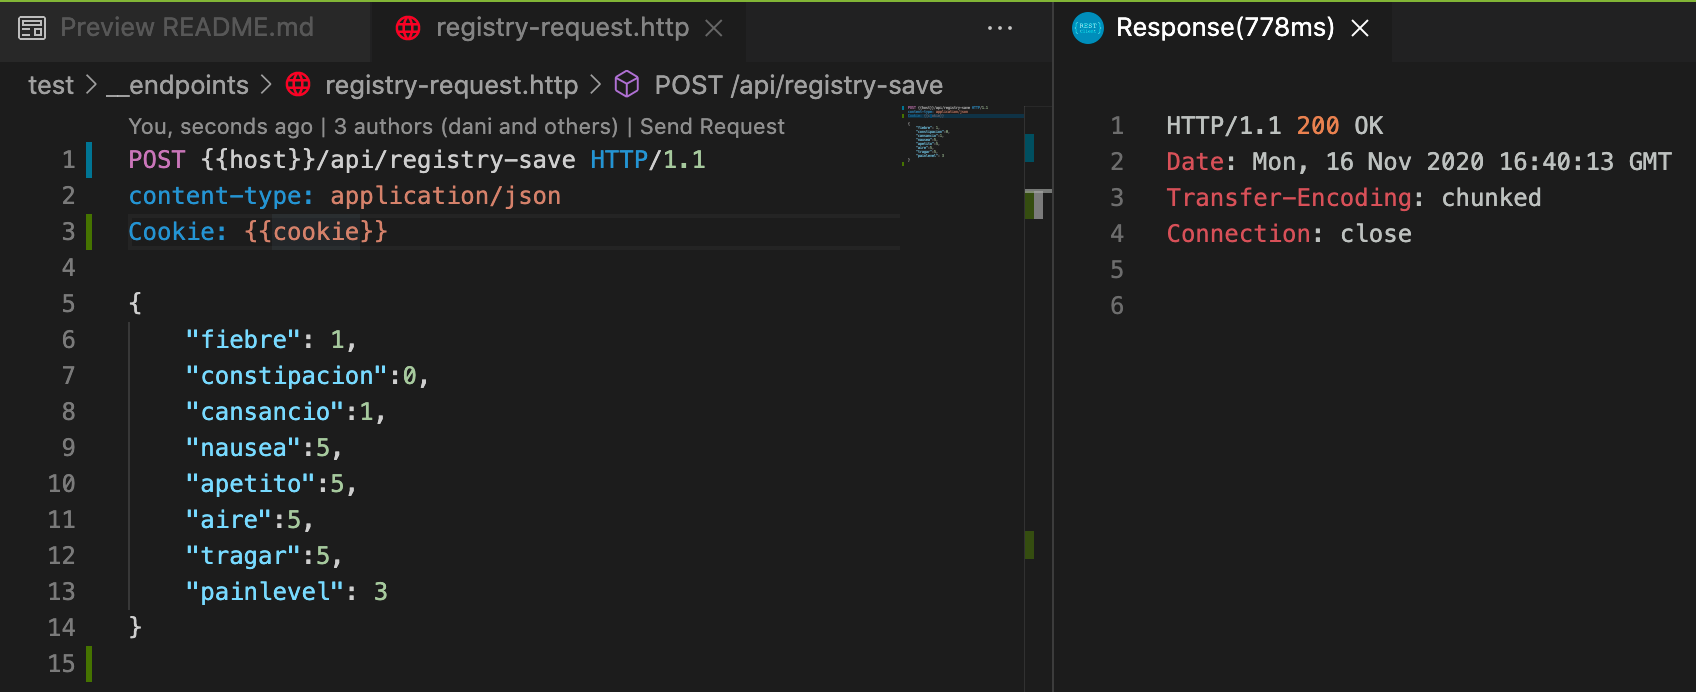 Preview README.md
registry-request.http
Response(778ms)
test > __endpoints > registry-request.http > POST /api/registry-save
You, seconds ago | 3 authors (dani and others) | Send Request
1 POST {{host}}/api/registry-save HTTP/1.1
2 content-type: application/json
3 Cookie: {{cookie}}
4
5 {
6 "fiebre": 1,
7 "constipacion":0,
8 "cansancio":1,
9 "nausea":5,
10 "apetito":5,
11 "aire":5,
12 "tragar":5,
13 "painlevel": 3
14 }
15
1 HTTP/1.1 200 OK
2 Date: Mon, 16 Nov 2020 16:40:13 GMT
3 Transfer-Encoding: chunked
4 Connection: close
5
6